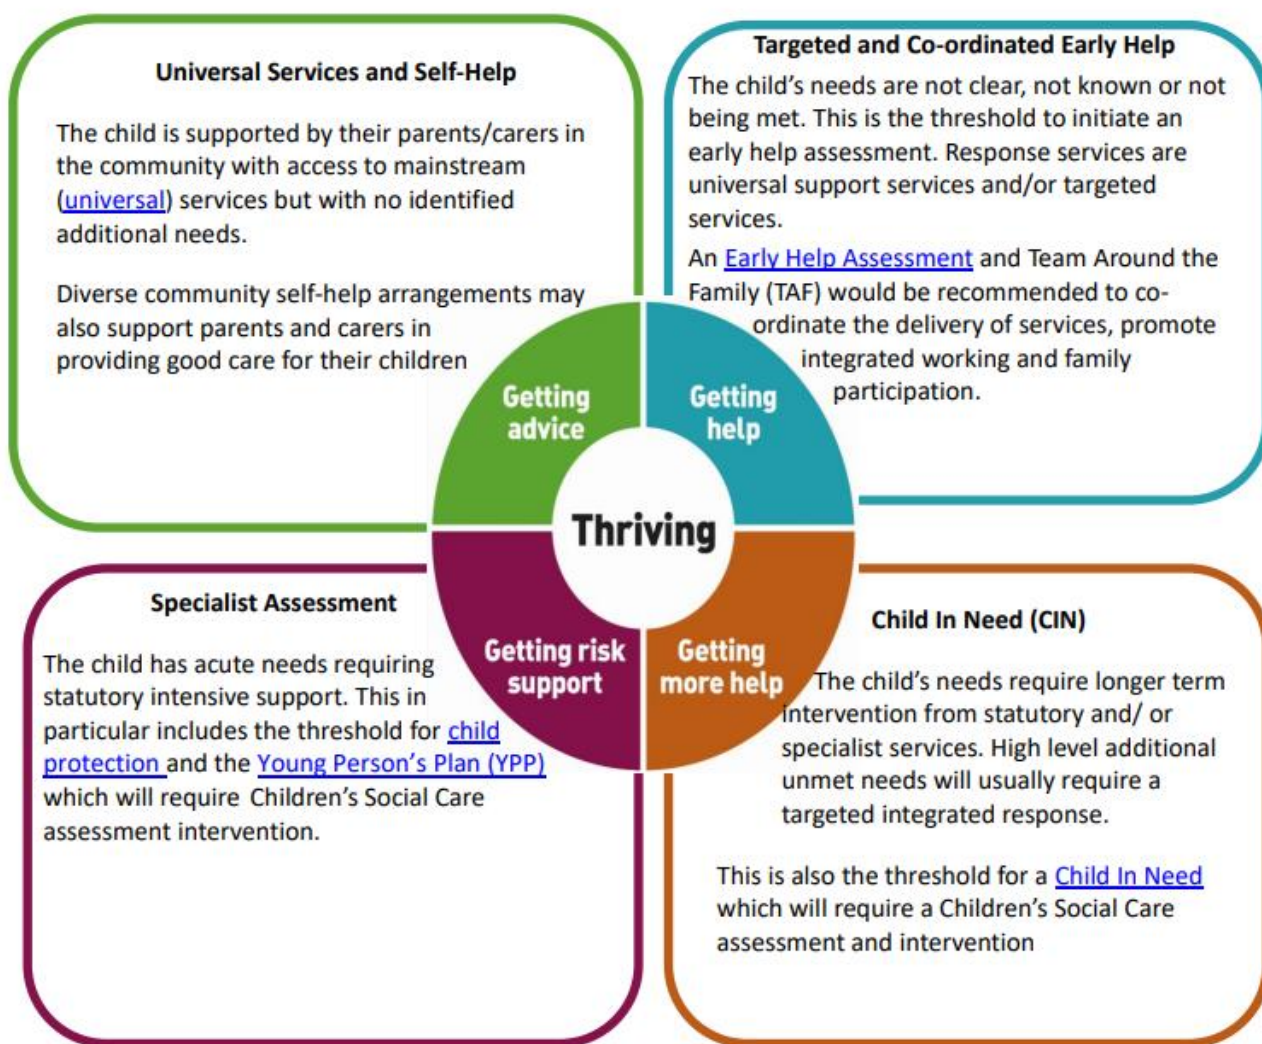 Universal Services and Self-Help
The child is supported by their parents/carers in
the community with access to mainstream
(universal) services but with no identified
additional needs.
Diverse community self-help arrangements may
also support parents and carers in
providing good care for their children
Targeted and Co-ordinated Early Help
The child’s needs are not clear, not known or not
being met. This is the threshold to initiate an
early help assessment. Response services are
universal support services and/or targeted
services.
An Early Help Assessment and Team Around the
Family (TAF) would be recommended to co-
ordinate the delivery of services, promote
integrated working and family
participation.
Getting
advice
Getting
help
Thriving
Getting risk
support
Getting
more help
Specialist Assessment
The child has acute needs requiring
statutory intensive support. This in
particular includes the threshold for child
protection and the Young Person’s Plan (YPP)
which will require Children’s Social Care
assessment intervention.
Child In Need (CIN)
The child’s needs require longer term
intervention from statutory and/ or
specialist services. High level additional
unmet needs will usually require a
targeted integrated response.
This is also the threshold for a Child In Need
which will require a Children’s Social Care
assessment and intervention